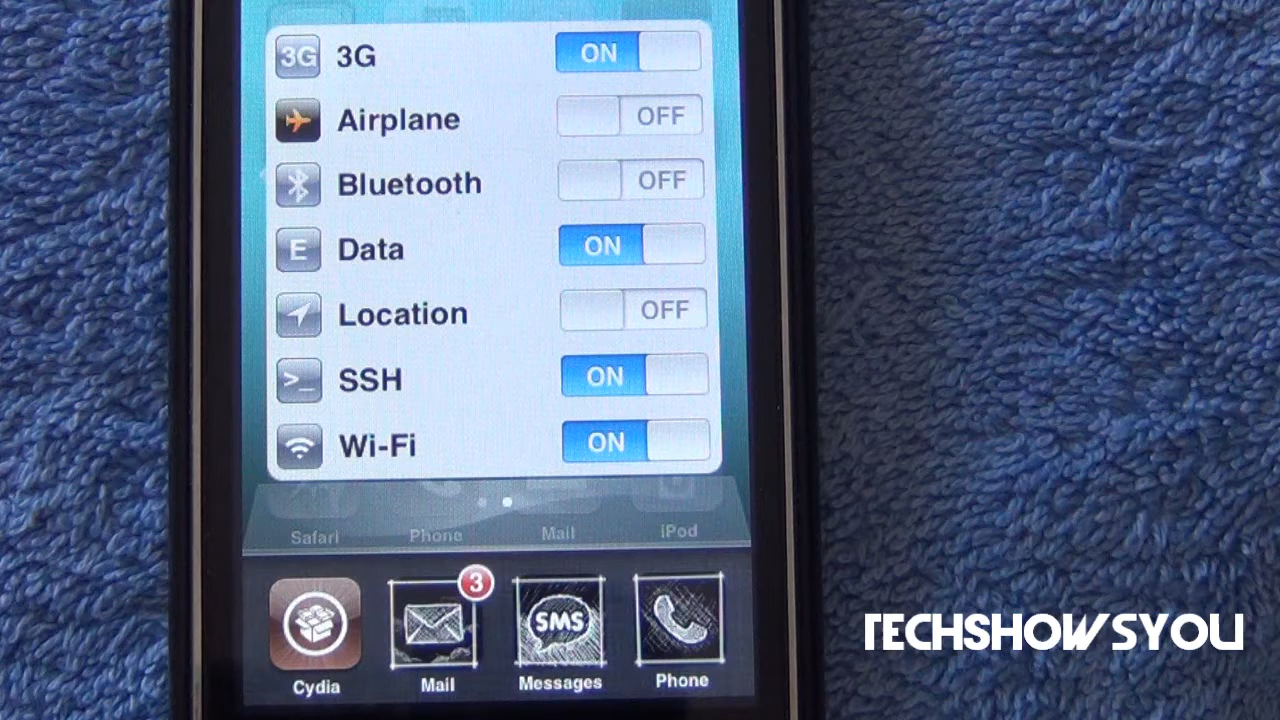 3G 3G ON
Airplane OFF
Bluetooth OFF
E Data ON
Location OFF
>_ SSH ON
Wi-Fi ON
Safari Phone Mail iPod
3
SMS
Cydia Mail Messages Phone
TECHSHOWSYOU